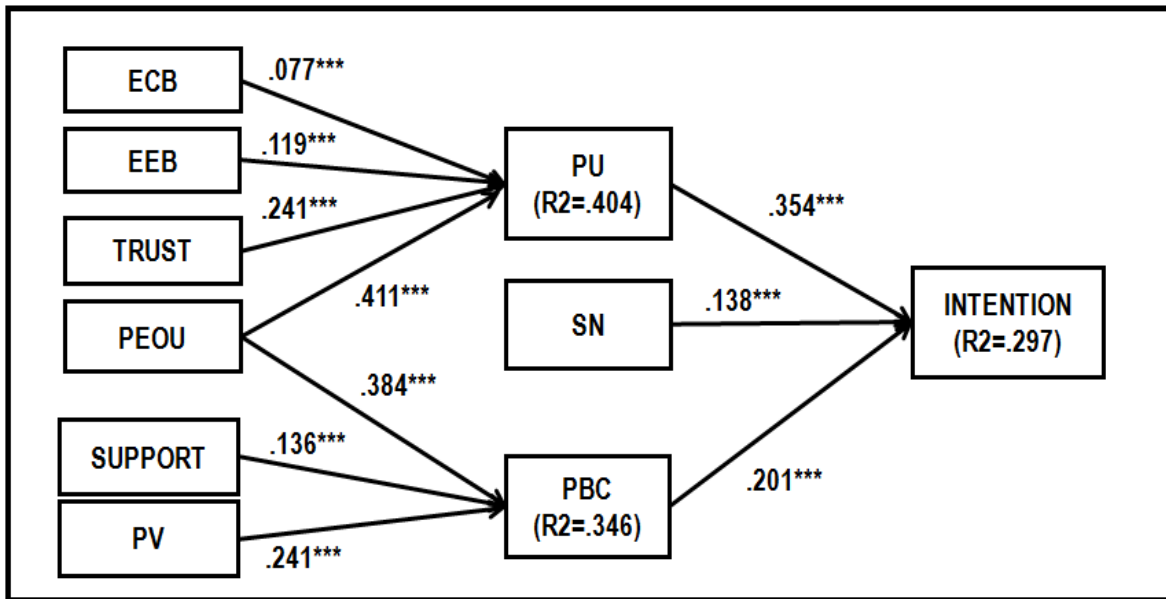 ECB
.077***
EEB
.119***
TRUST
.241***
PEOU
.411***
.384***
SUPPORT
.136***
PV
.241***
PU
(R2=.404)
SN
PBC
(R2=.346)
.354***
.138***
.201***
INTENTION
(R2=.297)